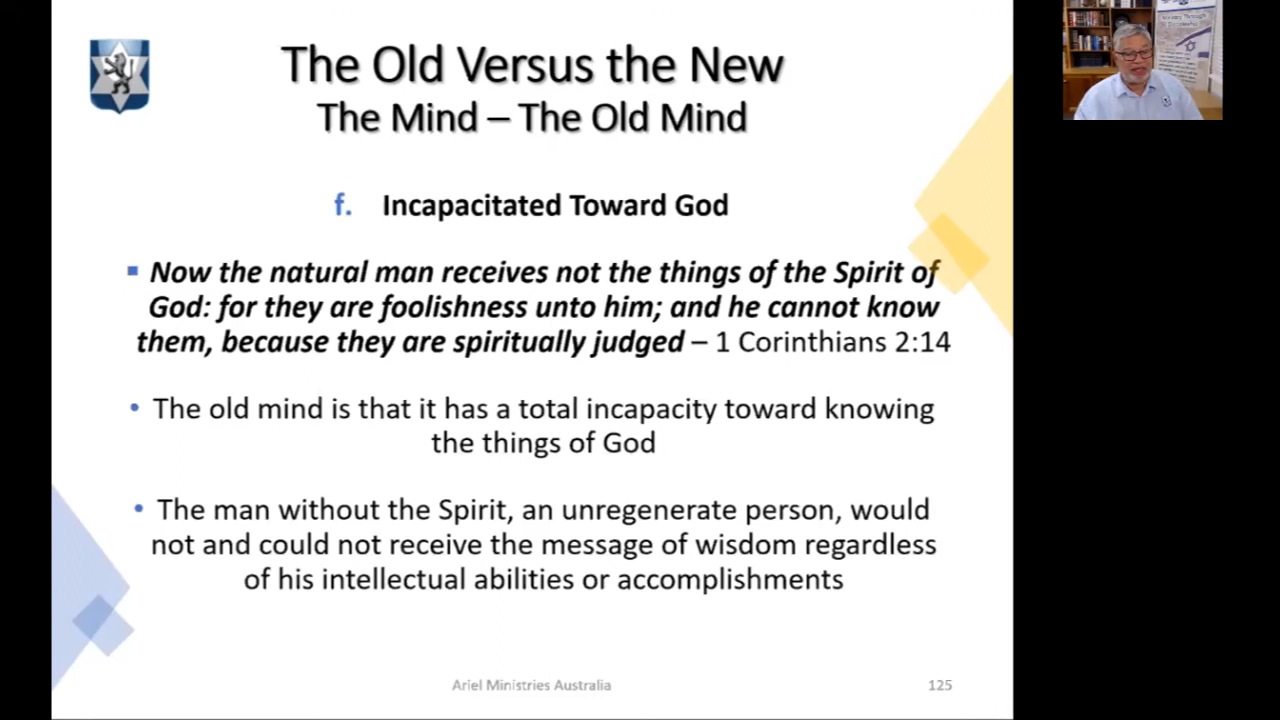 The Old Versus the New
The Mind – The Old Mind
f. Incapacitated Toward God
▪ Now the natural man receives not the things of the Spirit of
God: for they are foolishness unto him; and he cannot know
them, because they are spiritually judged – 1 Corinthians 2:14
• The old mind is that it has a total incapacity toward knowing
the things of God
• The man without the Spirit, an unregenerate person, would
not and could not receive the message of wisdom regardless
of his intellectual abilities or accomplishments
Ariel Ministries Australia
125